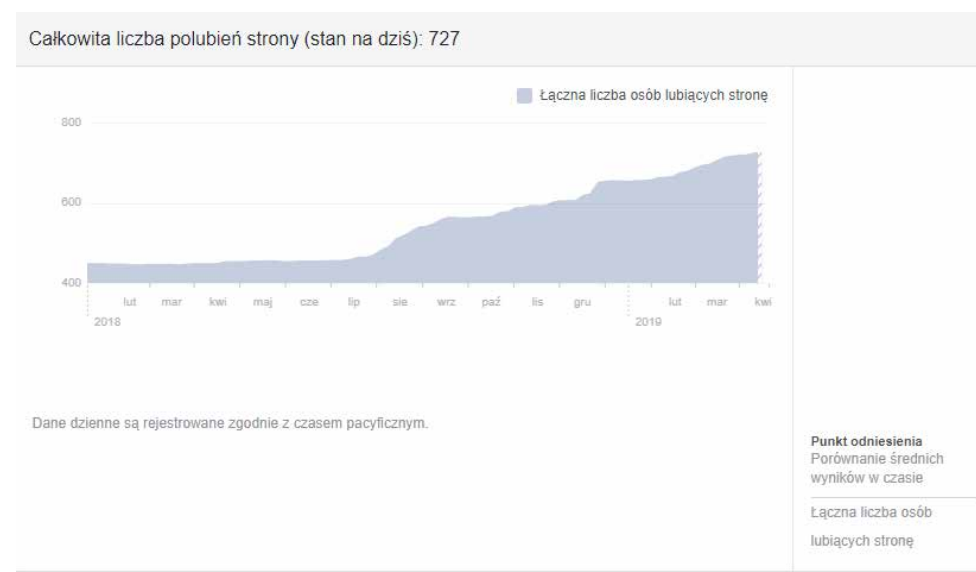 Całkowita liczba polubień strony (stan na dziś): 727
Łączna liczba osób lubiących stronę
800
600
400
lut mar kwi maj cze lip sie wrz paź lis gru lut mar kwi
2018 2019
Dane dzienne są rejestrowane zgodnie z czasem pacyficznym.
Punkt odniesienia
Porównanie średnich
wyników w czasie
Łączna liczba osób
lubiących stronę